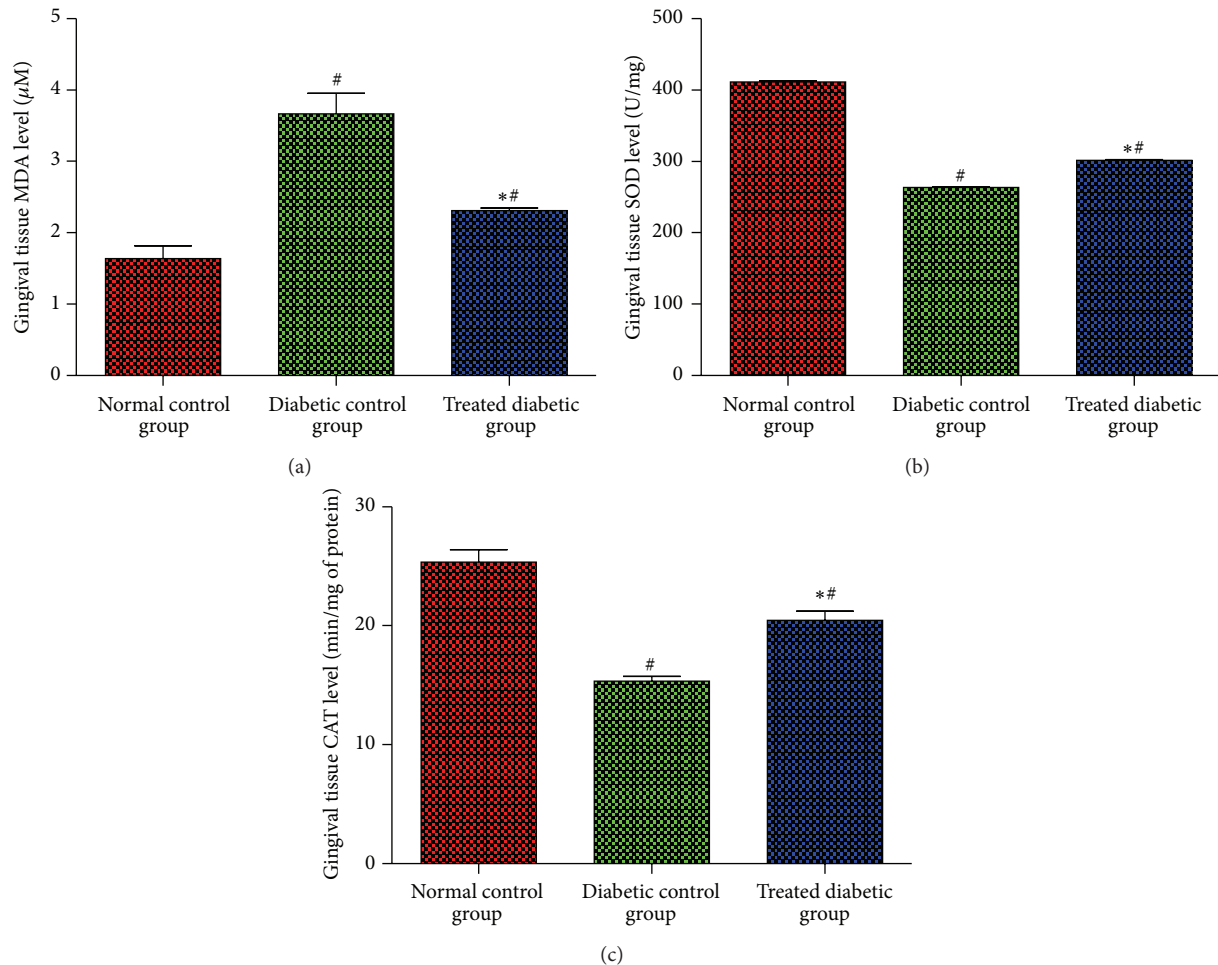 Gingival tissue MDA level (μM)
5
4
3
2
1
0
#
*#
Normal control
group
Diabetic control
group
Treated diabetic
group
(a)
Gingival tissue SOD level (U/mg)
500
400
300
200
100
0
#
*#
Normal control
group
Diabetic control
group
Treated diabetic
group
(b)
Gingival tissue CAT level (min/mg of protein)
30
20
10
0
#
*#
Normal control
group
Diabetic control
group
Treated diabetic
group
(c)